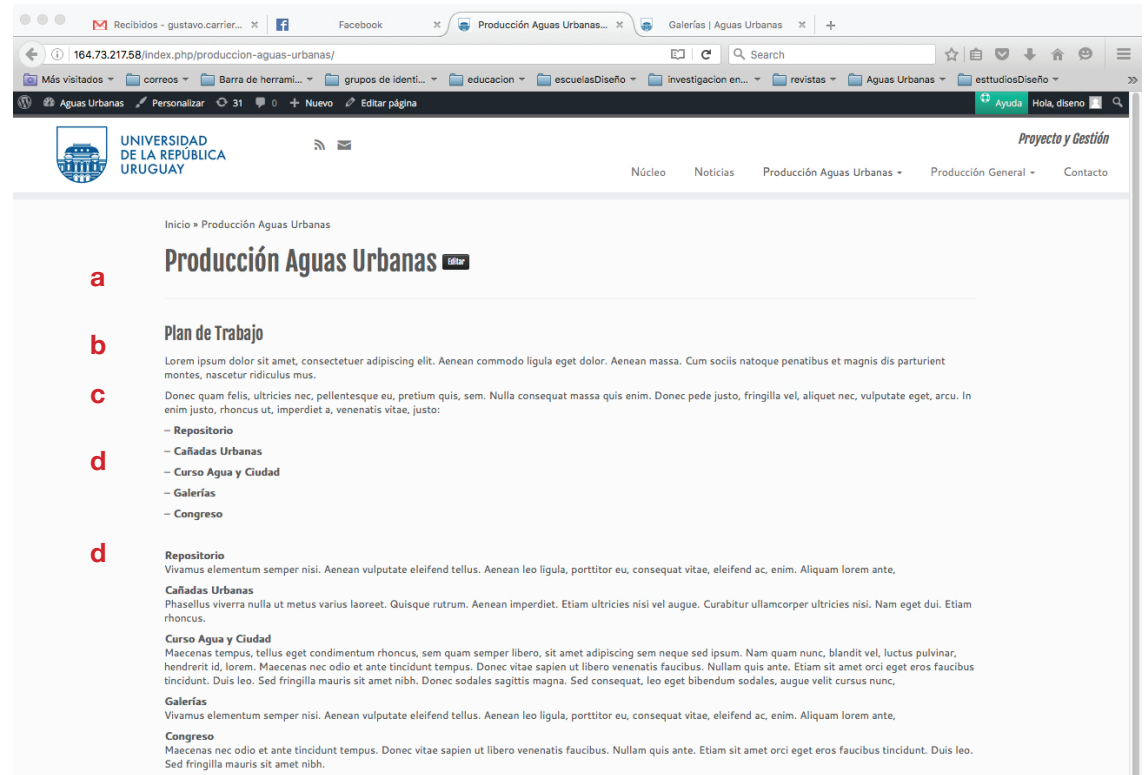 Recibidos - gustavo.carrier...
Facebook
Producción Aguas Urbanas...
Galerías | Aguas Urbanas
164.73.217.58/index.php/produccion-aguas-urbanas/
Search
Más visitados
correos
Barra de herrami...
grupos de identi...
educacion
escuelasDiseño
investigacion en...
revistas
Aguas Urbanas
esttudiosDiseño
Aguas Urbanas
Personalizar
31
0
Nuevo
Editar página
Ayuda
Hola, diseno
UNIVERSIDAD
DE LA REPÚBLICA
URUGUAY
Proyecto y Gestión
Núcleo
Noticias
Producción Aguas Urbanas
Producción General
Contacto
Inicio » Producción Aguas Urbanas
Producción Aguas Urbanas Editar
a
Plan de Trabajo
b
Lorem ipsum dolor sit amet, consectetuer adipiscing elit. Aenean commodo ligula eget dolor. Aenean massa. Cum sociis natoque penatibus et magnis dis parturient
montes, nascetur ridiculus mus.
c
Donec quam felis, ultricies nec, pellentesque eu, pretium quis, sem. Nulla consequat massa quis enim. Donec pede justo, fringilla vel, aliquet nec, vulputate eget, arcu. In
enim justo, rhoncus ut, imperdiet a, venenatis vitae, justo:
– Repositorio
– Cañadas Urbanas
d
– Curso Agua y Ciudad
– Galerías
– Congreso
d
Repositorio
Vivamus elementum semper nisi. Aenean vulputate eleifend tellus. Aenean leo ligula, porttitor eu, consequat vitae, eleifend ac, enim. Aliquam lorem ante,
Cañadas Urbanas
Phasellus viverra nulla ut metus varius laoreet. Quisque rutrum. Aenean imperdiet. Etiam ultricies nisi vel augue. Curabitur ullamcorper ultricies nisi. Nam eget dui. Etiam
rhoncus.
Curso Agua y Ciudad
Maecenas tempus, tellus eget condimentum rhoncus, sem quam semper libero, sit amet adipiscing sem neque sed ipsum. Nam quam nunc, blandit vel, luctus pulvinar,
hendrerit id, lorem. Maecenas nec odio et ante tincidunt tempus. Donec vitae sapien ut libero venenatis faucibus. Nullam quis ante. Etiam sit amet orci eget eros faucibus
tincidunt. Duis leo. Sed fringilla mauris sit amet nibh. Donec sodales sagittis magna. Sed consequat, leo eget bibendum sodales, augue velit cursus nunc,
Galerías
Vivamus elementum semper nisi. Aenean vulputate eleifend tellus. Aenean leo ligula, porttitor eu, consequat vitae, eleifend ac, enim. Aliquam lorem ante,
Congreso
Maecenas nec odio et ante tincidunt tempus. Donec vitae sapien ut libero venenatis faucibus. Nullam quis ante. Etiam sit amet orci eget eros faucibus tincidunt. Duis leo.
Sed fringilla mauris sit amet nibh.